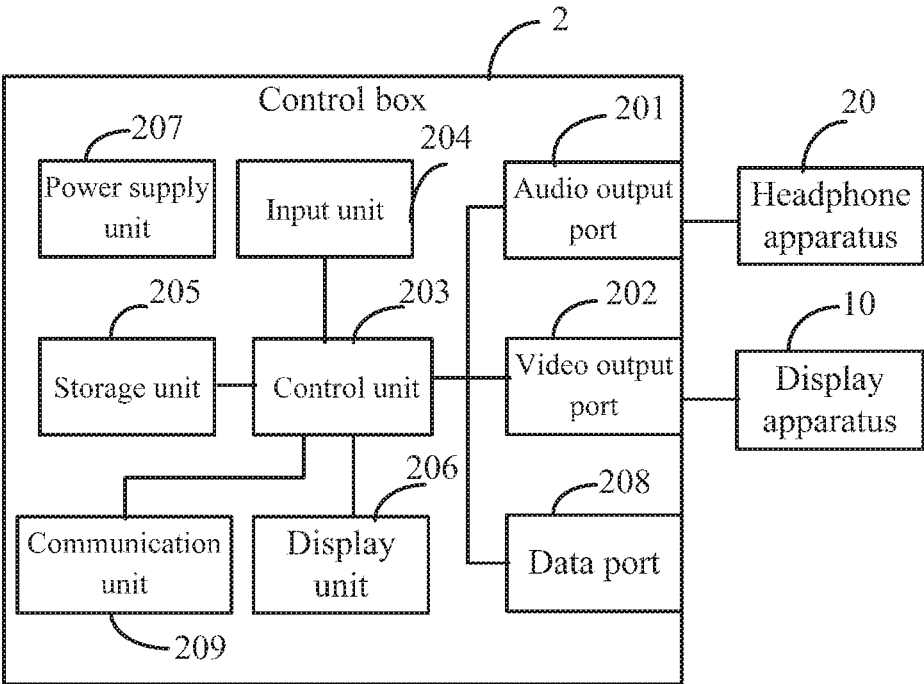 2
Control box
207
204
201
20
Power supply
unit
Input unit
Audio output
port
Headphone
apparatus
205
203
202
10
Storage unit
Control unit
Video output
port
Display
apparatus
206
208
Communication
unit
Display
unit
Data port
209